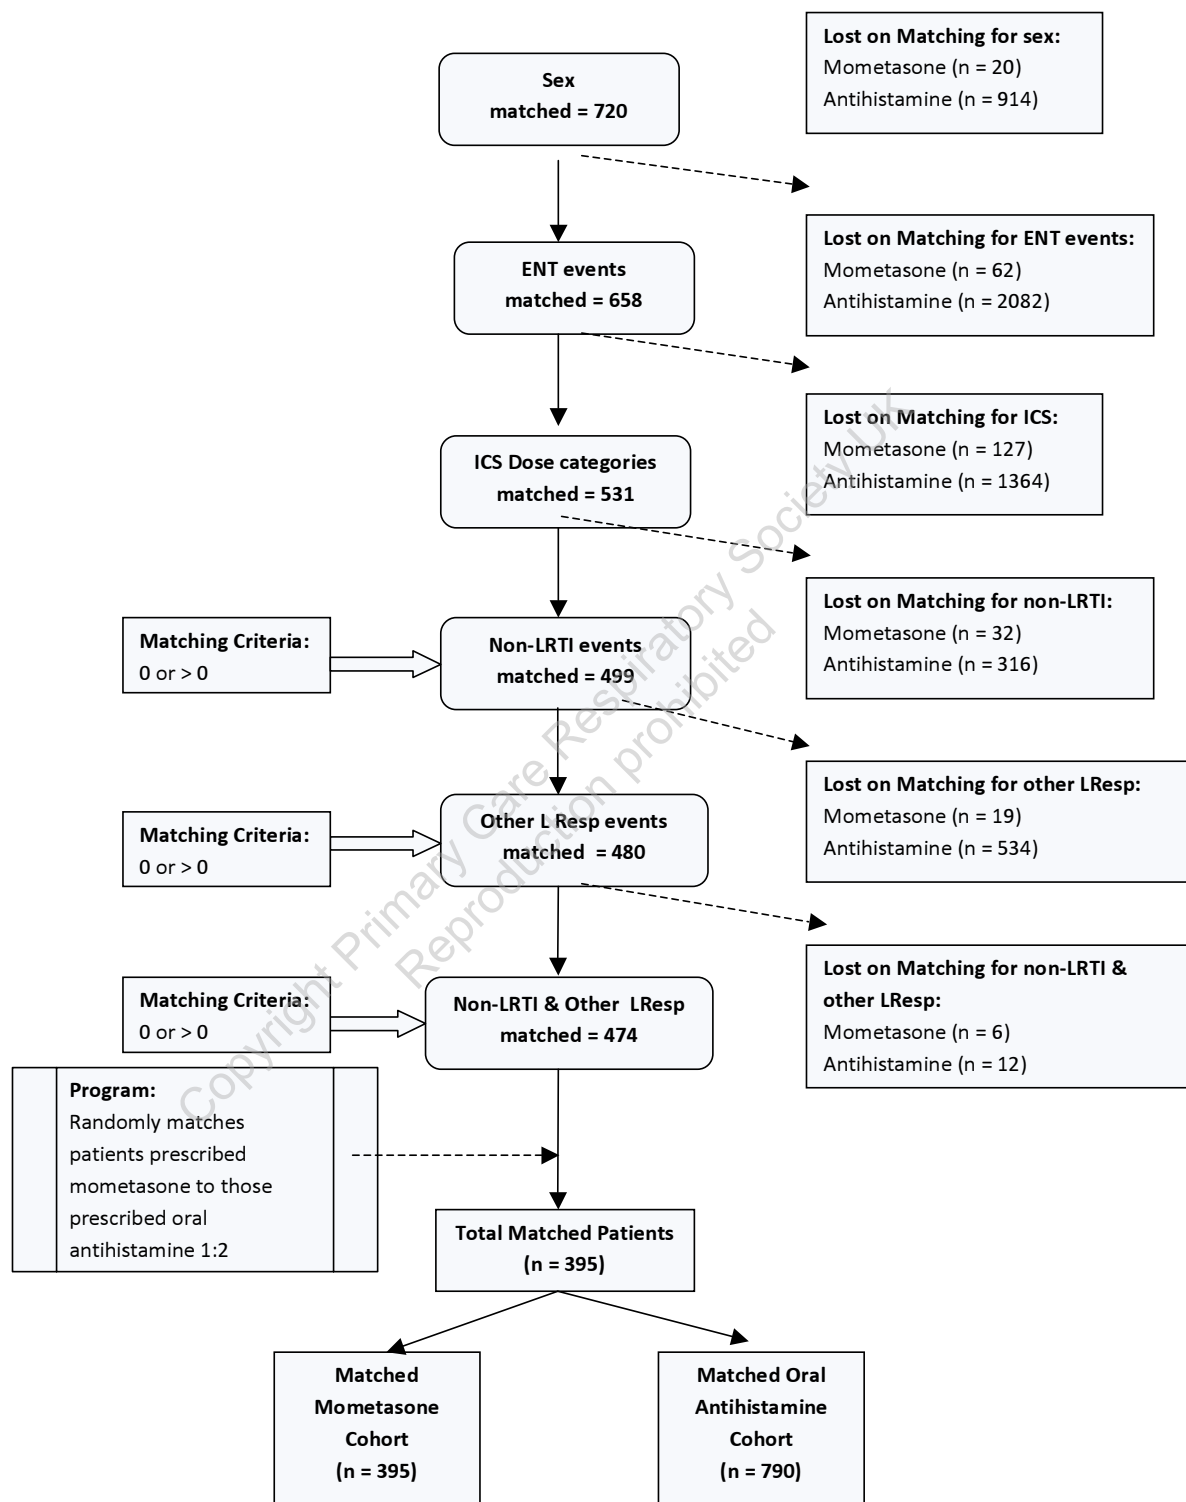 Sex
matched = 720
Lost on Matching for sex:
Mometasone (n = 20)
Antihistamine (n = 914)
ENT events
matched = 658
Lost on Matching for ENT events:
Mometasone (n = 62)
Antihistamine (n = 2082)
ICS Dose categories
matched = 531
Lost on Matching for ICS:
Mometasone (n = 127)
Antihistamine (n = 1364)
Matching Criteria:
0 or > 0
Non-LRTI events
matched = 499
Lost on Matching for non-LRTI:
Mometasone (n = 32)
Antihistamine (n = 316)
Matching Criteria:
0 or > 0
Other L Resp events
matched = 480
Lost on Matching for other LResp:
Mometasone (n = 19)
Antihistamine (n = 534)
Matching Criteria:
0 or > 0
Non-LRTI & Other LResp
matched = 474
Lost on Matching for non-LRTI &
other LResp:
Mometasone (n = 6)
Antihistamine (n = 12)
Program:
Randomly matches
patients prescribed
mometasone to those
prescribed oral
antihistamine 1:2
Total Matched Patients
(n = 395)
Matched
Mometasone
Cohort
(n = 395)
Matched Oral
Antihistamine
Cohort
(n = 790)
Copyright Primary Care Respiratory Society UK
Reproduction prohibited